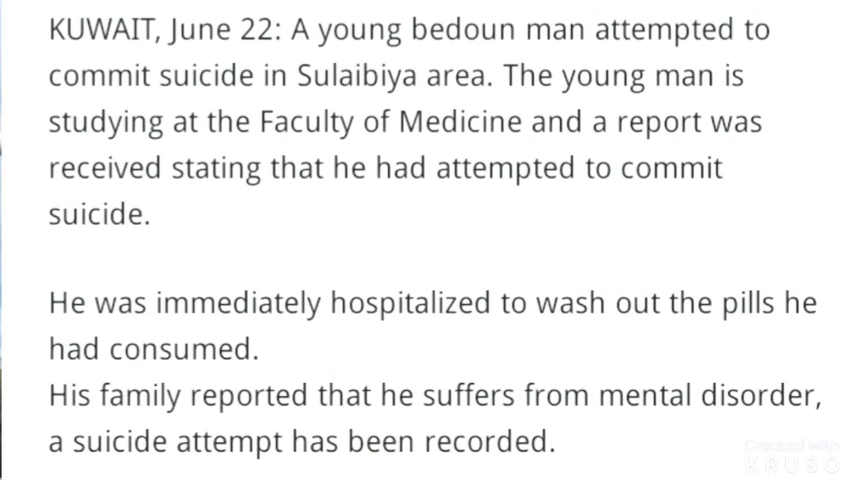 KUWAIT, June 22: A young bedoun man attempted to
commit suicide in Sulaibiya area. The young man is
studying at the Faculty of Medicine and a report was
received stating that he had attempted to commit
suicide.
He was immediately hospitalized to wash out the pills he
had consumed.
His family reported that he suffers from mental disorder,
a suicide attempt has been recorded.
Created with
KRUSO